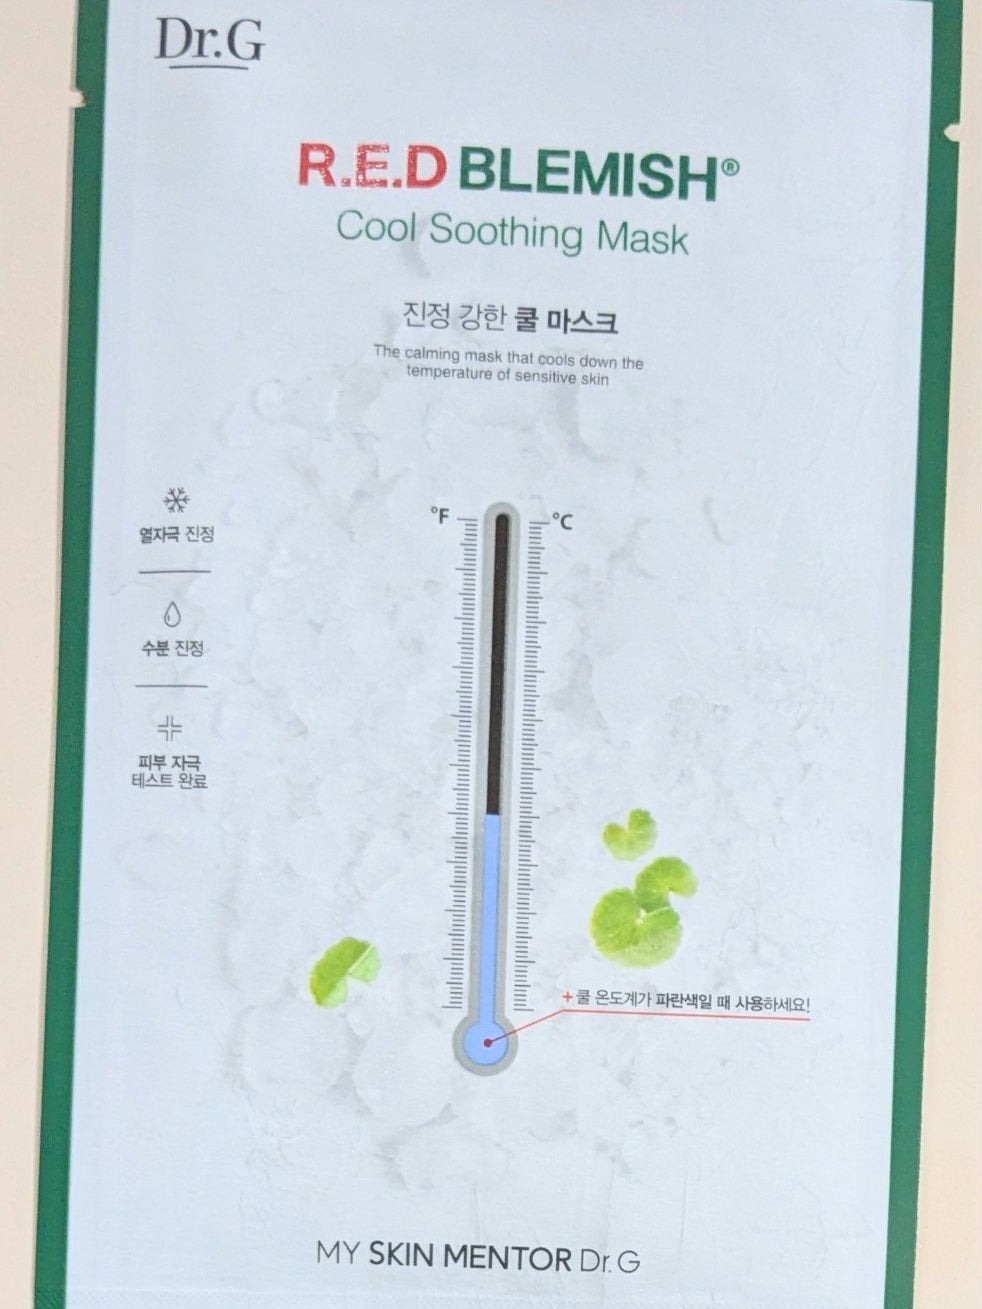 Dr.G
R.E.D BLEMISH®
Cool Soothing Mask
진정 강한 쿨 마스크
The calming mask that cools down the
temperature of sensitive skin
열자극 진정
수분 진정
피부 자극
테스트 완료
°F
°C
+ 쿨 온도계가 파란색일 때 사용하세요!
MY SKIN MENTOR Dr.G